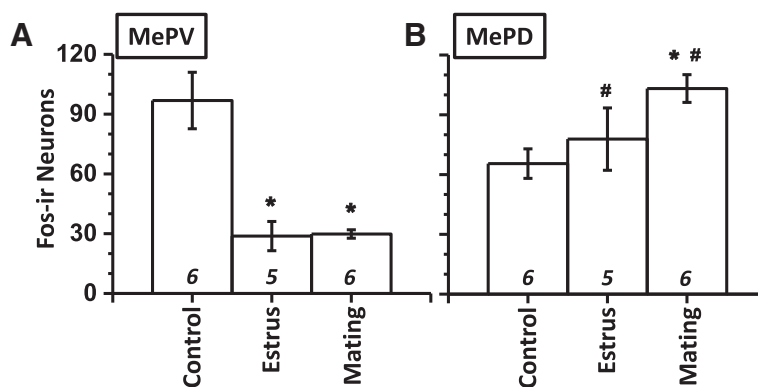 A MePV B MePD
120
90
60
30
0
Fos-ir Neurons
* *
# * #
6 5 6 6 5 6
Control Estrus Mating Control Estrus Mating